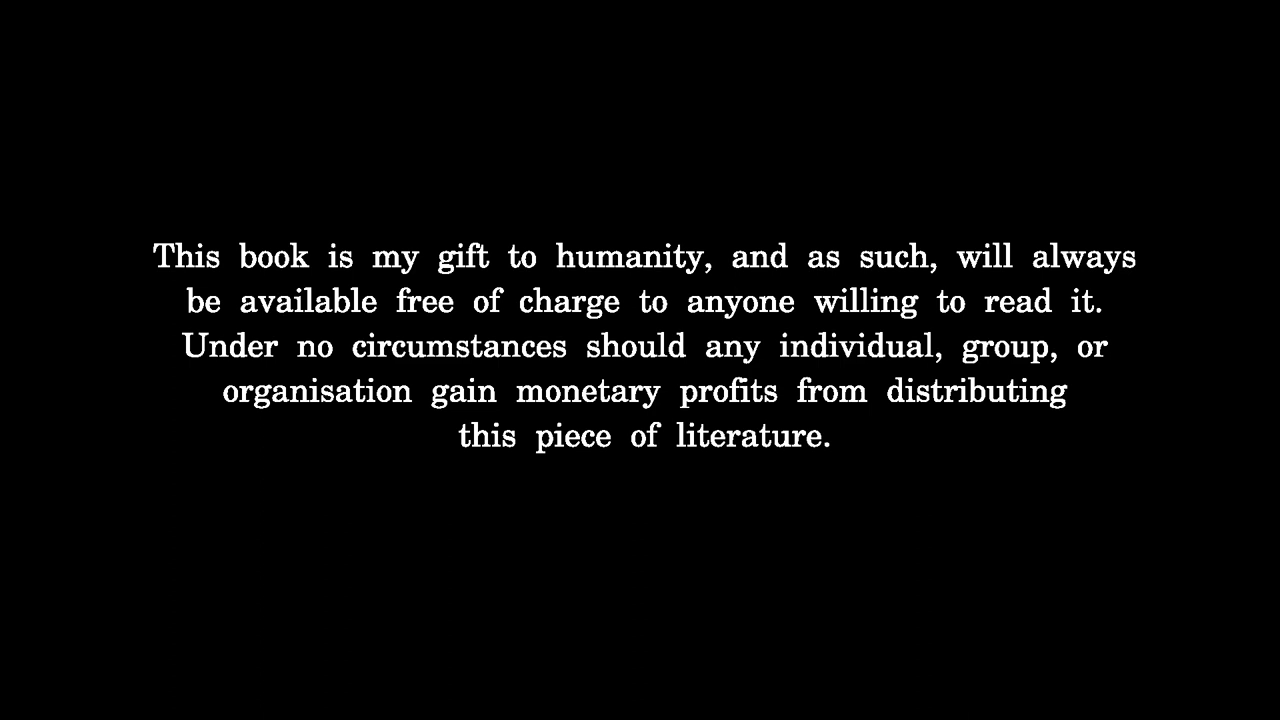 This book is my gift to humanity, and as such, will always
be available free of charge to anyone willing to read it.
Under no circumstances should any individual, group, or
organisation gain monetary profits from distributing
this piece of literature.